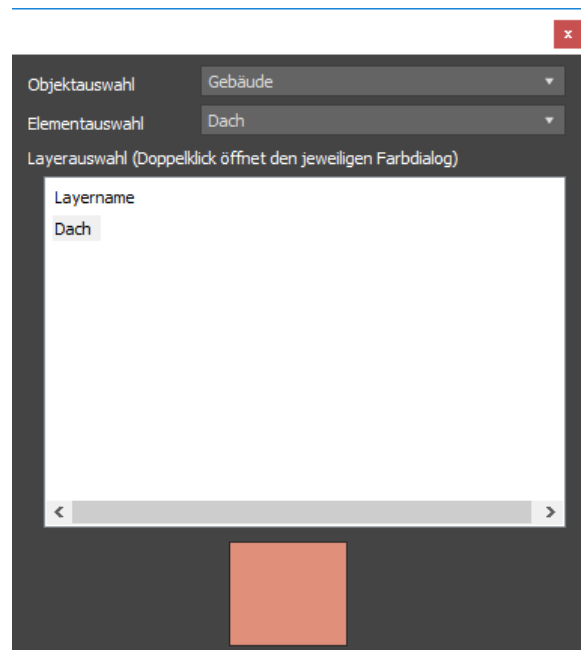 x
Objektauswahl Gebäude
Elementauswahl Dach
Layerauswahl (Doppelklick öffnet den jeweiligen Farbdialog)
Layername
Dach